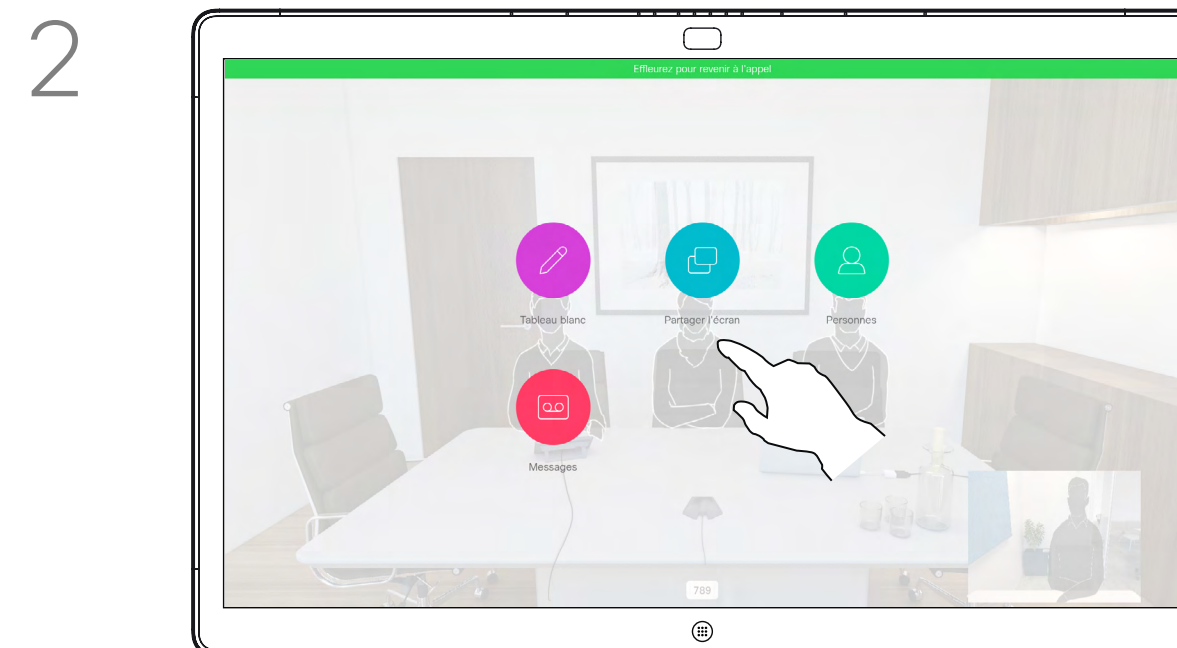 2
Effleurez pour revenir à l'appel
Tableau blanc
Partager l'écran
Personnes
Messages
789